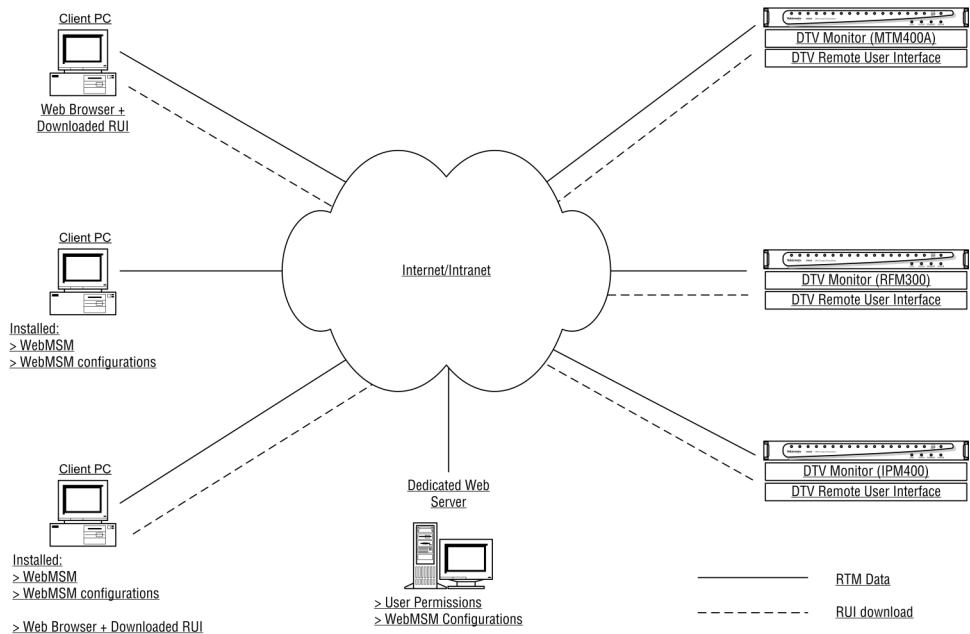 Client PC
Web Browser +
Downloaded RUI
DTV Monitor (MTM400A)
DTV Remote User Interface
Client PC
Installed:
> WebMSM
> WebMSM configurations
Internet/Intranet
DTV Monitor (RFM300)
DTV Remote User Interface
Client PC
Installed:
> WebMSM
> WebMSM configurations
> Web Browser + Downloaded RUI
Dedicated Web
Server
> User Permissions
> WebMSM Configurations
DTV Monitor (IPM400)
DTV Remote User Interface
RTM Data
RUI download